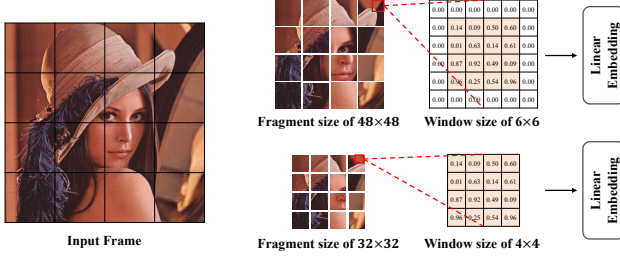 0.00 0.00 0.00 0.00 0.00 0.00
0.00 0.14 0.09 0.50 0.60 0.00
0.00 0.01 0.63 0.14 0.61 0.00
0.00 0.87 0.92 0.49 0.09 0.00
0.00 0.96 0.25 0.54 0.96 0.00
0.00 0.00 0.00 0.00 0.00 0.00
Linear
Embedding
Fragment size of 48×48
Window size of 6×6
0.14 0.09 0.50 0.60
0.01 0.63 0.14 0.61
0.87 0.92 0.49 0.09
0.96 0.25 0.54 0.96
Linear
Embedding
Input Frame
Fragment size of 32×32
Window size of 4×4